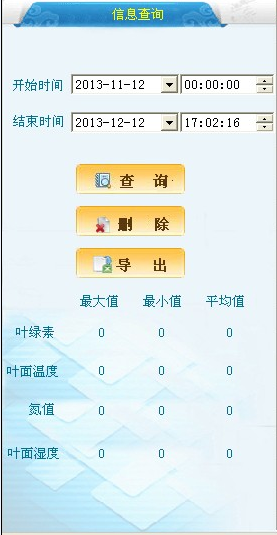 信息查询
开始时间 2013-11-12 00:00:00
结束时间 2013-12-12 17:02:16
查 询
删 除
导 出
最大值 最小值 平均值
叶绿素 0 0 0
叶面温度 0 0 0
氮值 0 0 0
叶面湿度 0 0 0